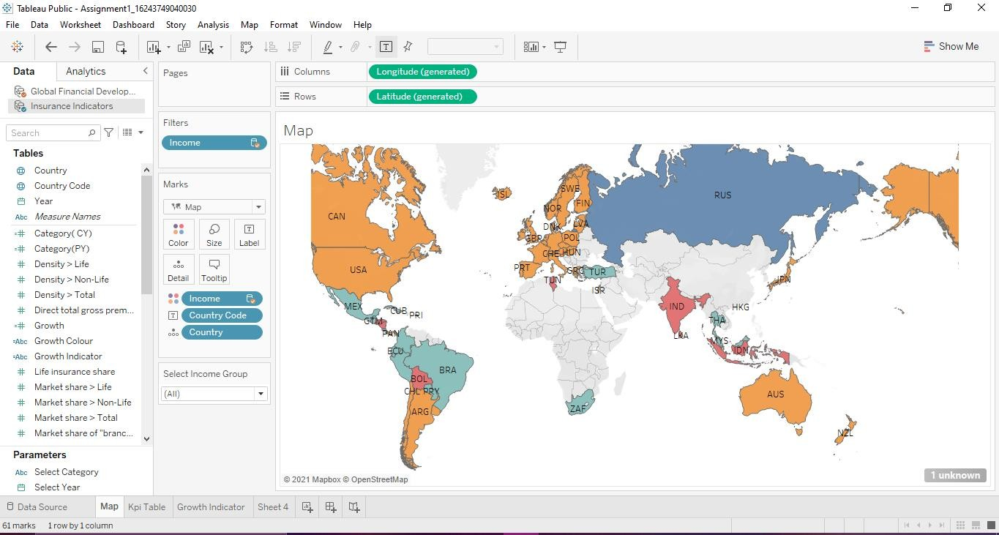 Tableau Public - Assignment1_16243749040030
File Data Worksheet Dashboard Story Analysis Map Format Window Help
Show Me
Data Analytics
Global Financial Develop...
Insurance Indicators
Search
Tables
Country
Country Code
Year
Abc Measure Names
Category( CY)
Category(PY)
Density > Life
Density > Non-Life
Density > Total
Direct total gross prem...
Growth
Abc Growth Colour
Abc Growth Indicator
Life insurance share
Market share > Life
Market share > Non-Life
Market share > Total
Market share of "branc...
Parameters
Abc Select Category
Select Year
Pages
Filters
Income
Marks
Map
Color Size Label
Detail Tooltip
Income
Country Code
Country
Select Income Group
(All)
Columns Longitude (generated)
Rows Latitude (generated)
Map
ISL
SWE
RUS
FIN
NOR
CAN
LVA
DNK
GBR POL
CHE HUN
PRT
USA
GRC TUR
JPN
TUN
ISR
MEX
IND
HKG
CUB PRI
GTM
THA
PAN
LKA
MYS
ECU
IDN
BRA
BOL
CHL PRY
AUS
ZAF
ARG
NZL
© 2021 Mapbox © OpenStreetMap
1 unknown
Data Source Map Kpi Table Growth Indicator Sheet 4
61 marks 1 row by 1 column